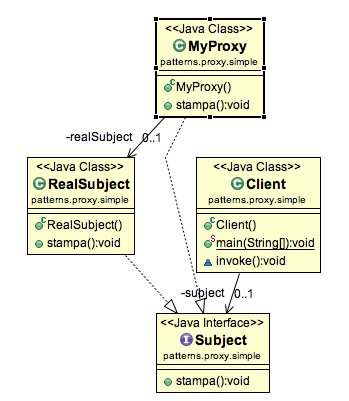 <<Java Class>>
MyProxy
patterns.proxy.simple
MyProxy()
stampa():void
-realSubject
0..1
<<Java Class>>
RealSubject
patterns.proxy.simple
RealSubject()
stampa():void
<<Java Class>>
Client
patterns.proxy.simple
Client()
main(String[]):void
invoke():void
-subject
0..1
<<Java Interface>>
Subject
patterns.proxy.simple
stampa():void